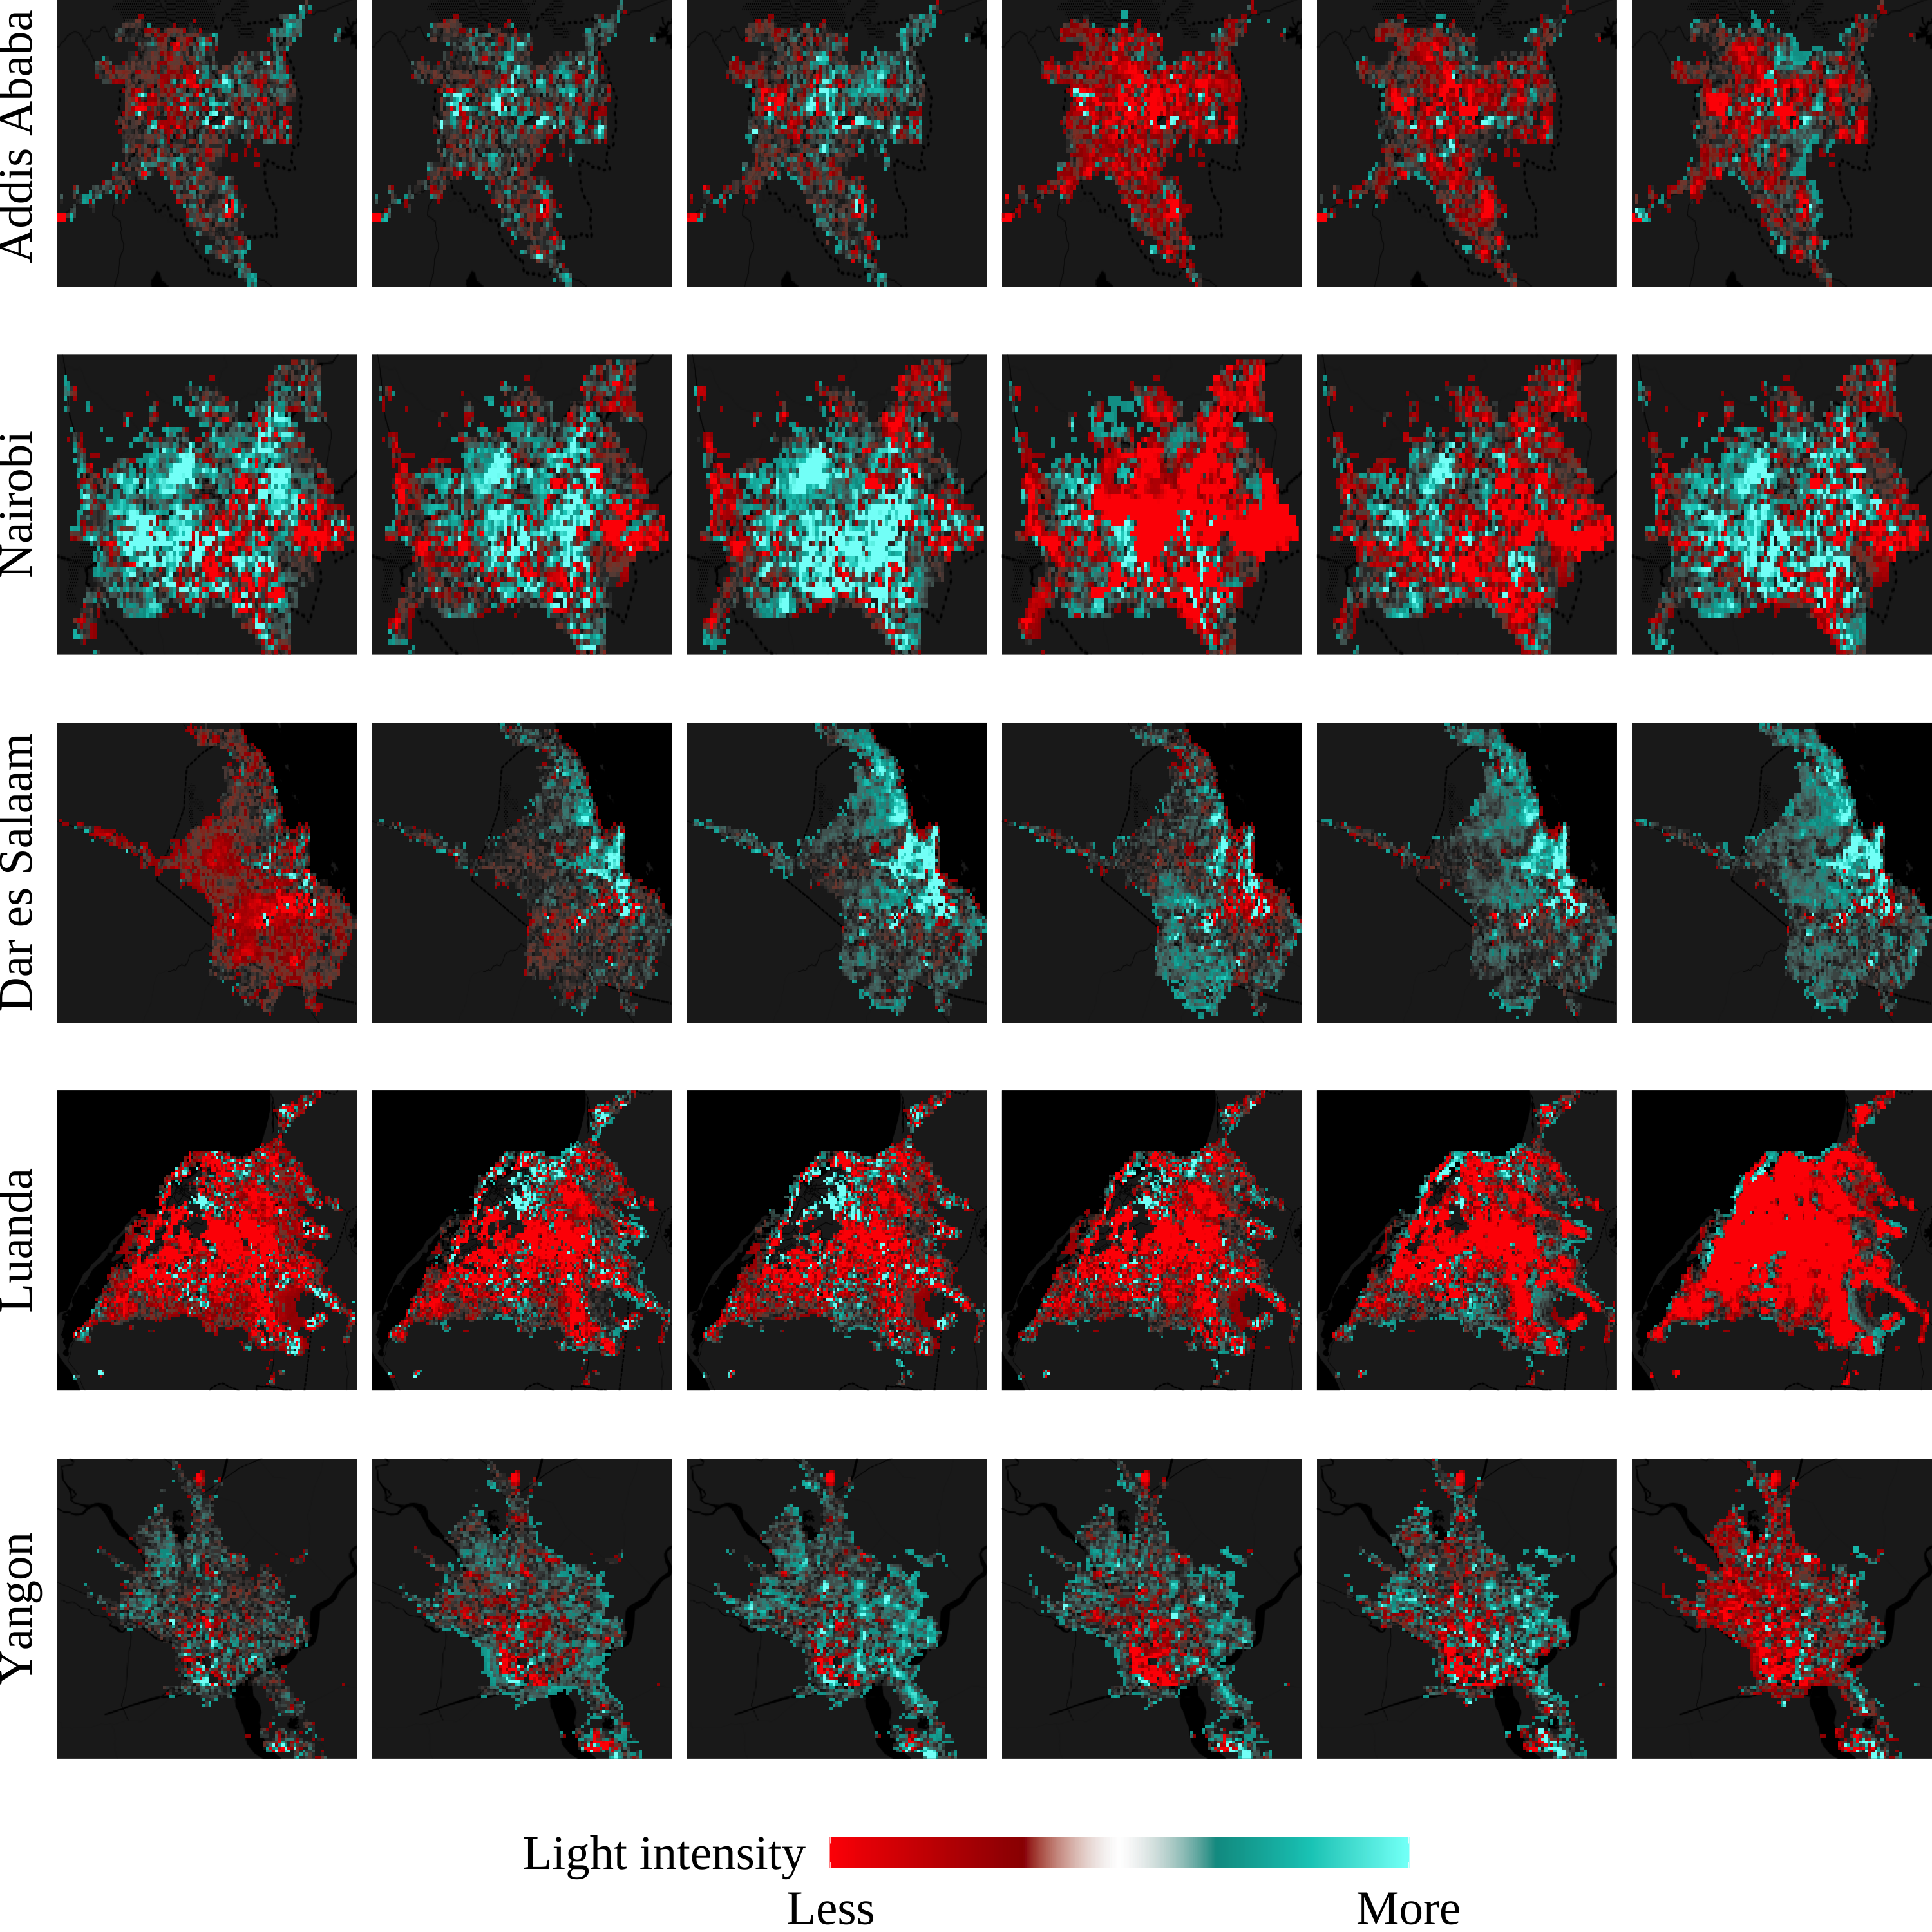 Addis Ababa
Nairobi
Dar es Salaam
Luanda
Yangon
Light intensity
Less More